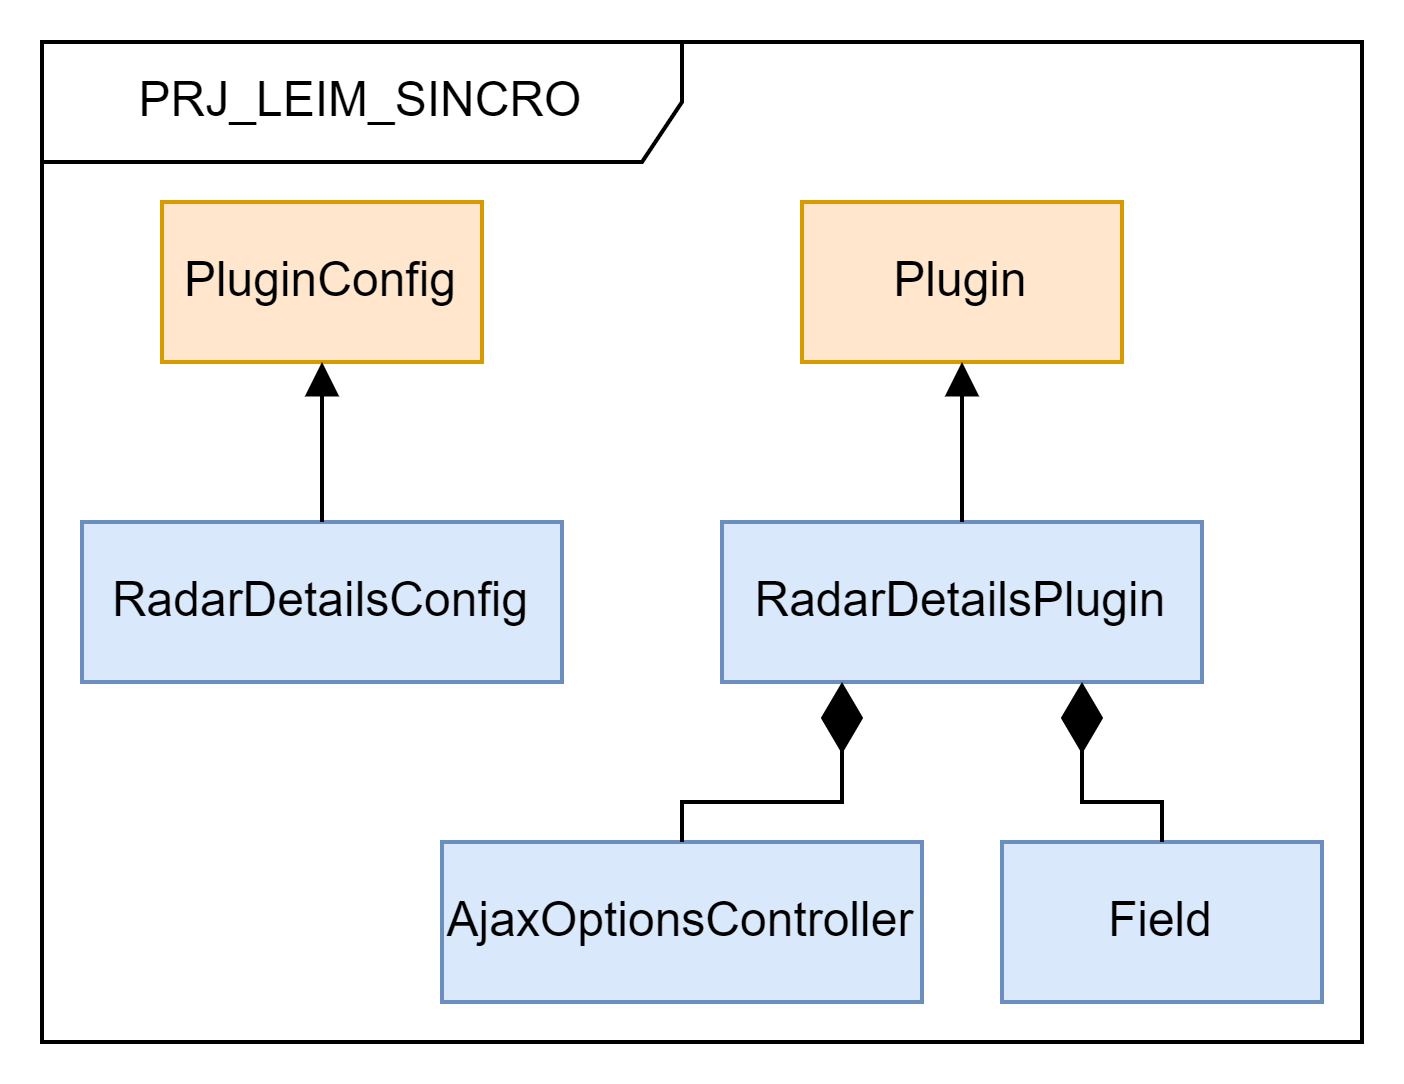 PRJ_LEIM_SINCRO
PluginConfig
Plugin
RadarDetailsConfig
RadarDetailsPlugin
AjaxOptionsController
Field